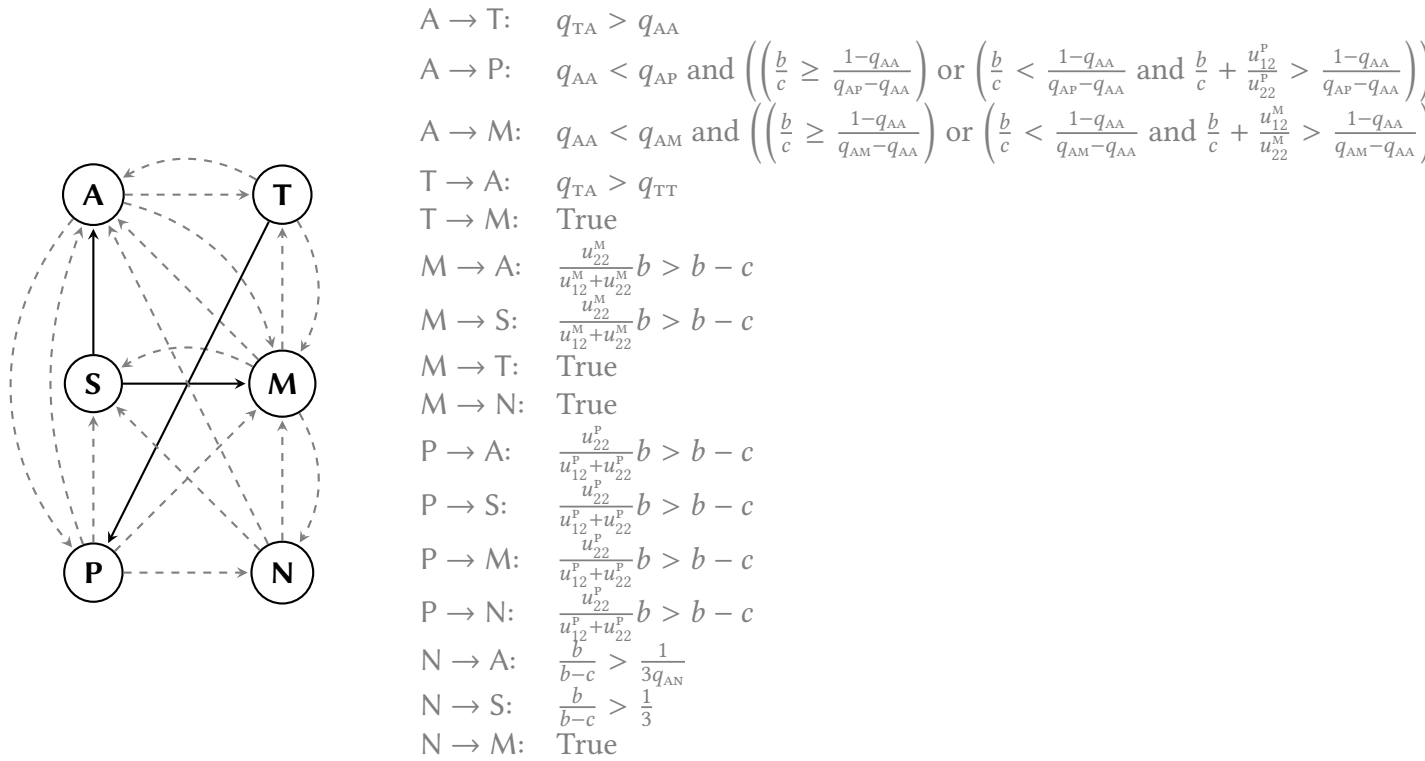 A → T: q_TA > q_AA
A → P: q_AA < q_AP and ((b/c ≥ (1−q_AA)/(q_AP−q_AA)) or (b/c < (1−q_AA)/(q_AP−q_AA) and b/c + u^P_12/u^P_22 > (1−q_AA)/(q_AP−q_AA)))
A → M: q_AA < q_AM and ((b/c ≥ (1−q_AA)/(q_AM−q_AA)) or (b/c < (1−q_AA)/(q_AM−q_AA) and b/c + u^M_12/u^M_22 > (1−q_AA)/(q_AM−q_AA)
T → A: q_TA > q_TT
T → M: True
M → A: u^M_22/(u^M_12+u^M_22) b > b − c
M → S: u^M_22/(u^M_12+u^M_22) b > b − c
M → T: True
M → N: True
P → A: u^P_22/(u^P_12+u^P_22) b > b − c
P → S: u^P_22/(u^P_12+u^P_22) b > b − c
P → M: u^P_22/(u^P_12+u^P_22) b > b − c
P → N: u^P_22/(u^P_12+u^P_22) b > b − c
N → A: b/(b−c) > 1/(3q_AN)
N → S: b/(b−c) > 1/3
N → M: True
A
T
S
M
P
N